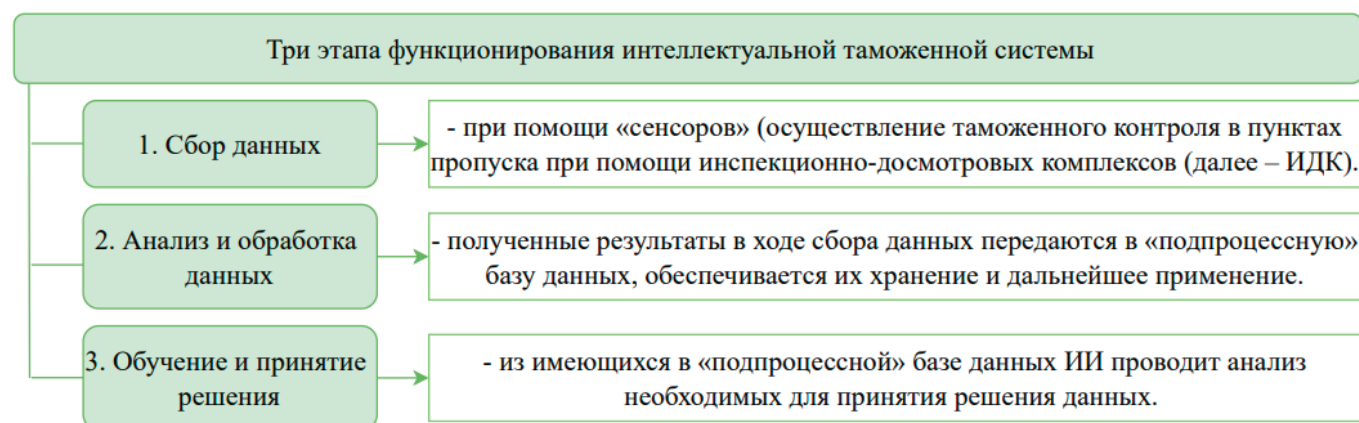 Три этапа функционирования интеллектуальной таможенной системы
1. Сбор данных
- при помощи «сенсоров» (осуществление таможенного контроля в пунктах
пропуска при помощи инспекционно-досмотровых комплексов (далее – ИДК).
2. Анализ и обработка
данных
- полученные результаты в ходе сбора данных передаются в «подпроцессную»
базу данных, обеспечивается их хранение и дальнейшее применение.
3. Обучение и принятие
решения
- из имеющихся в «подпроцессной» базе данных ИИ проводит анализ
необходимых для принятия решения данных.